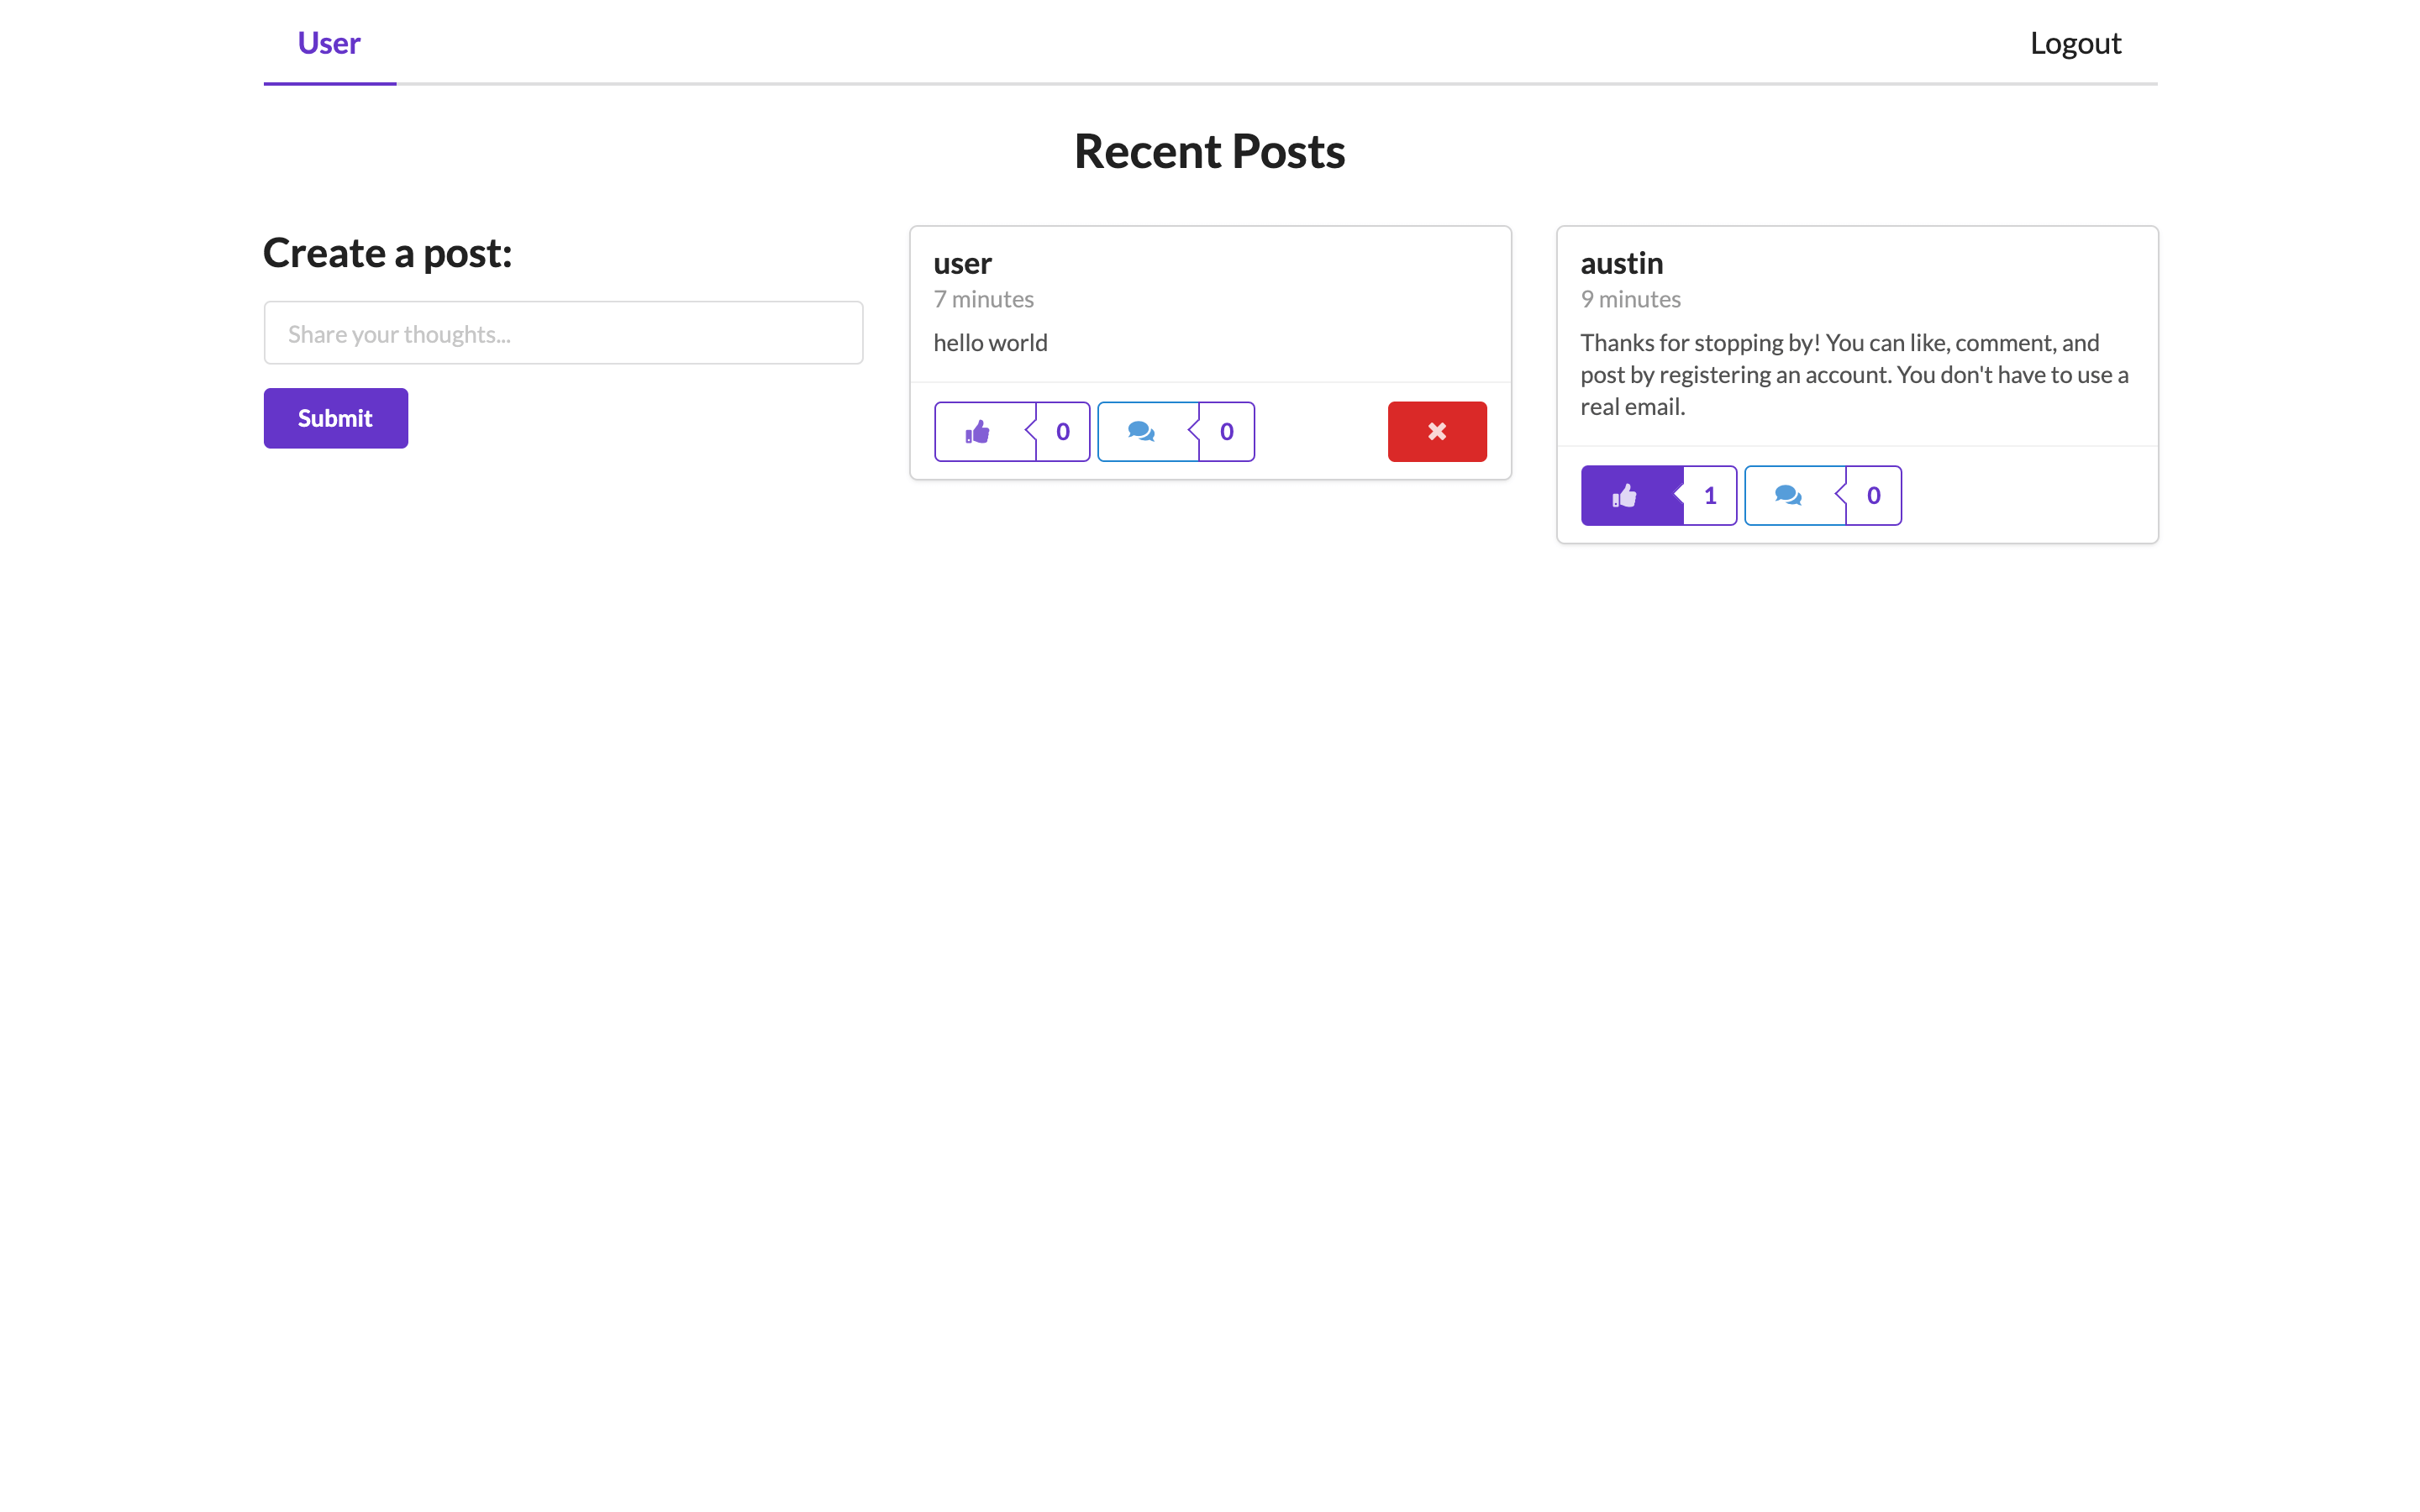 User
Logout
Recent Posts
Create a post:
Share your thoughts...
Submit
user
7 minutes
hello world
0
0
austin
9 minutes
Thanks for stopping by! You can like, comment, and
post by registering an account. You don't have to use a
real email.
1
0